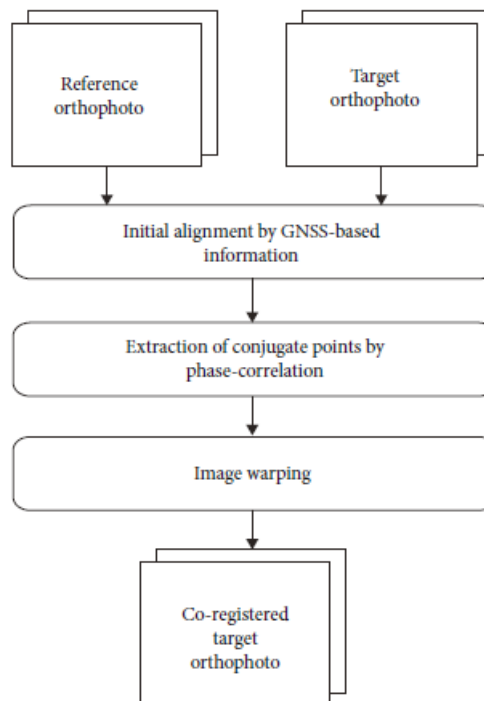 Reference
orthophoto
Target
orthophoto
Initial alignment by GNSS-based
information
Extraction of conjugate points by
phase-correlation
Image warping
Co-registered
target
orthophoto